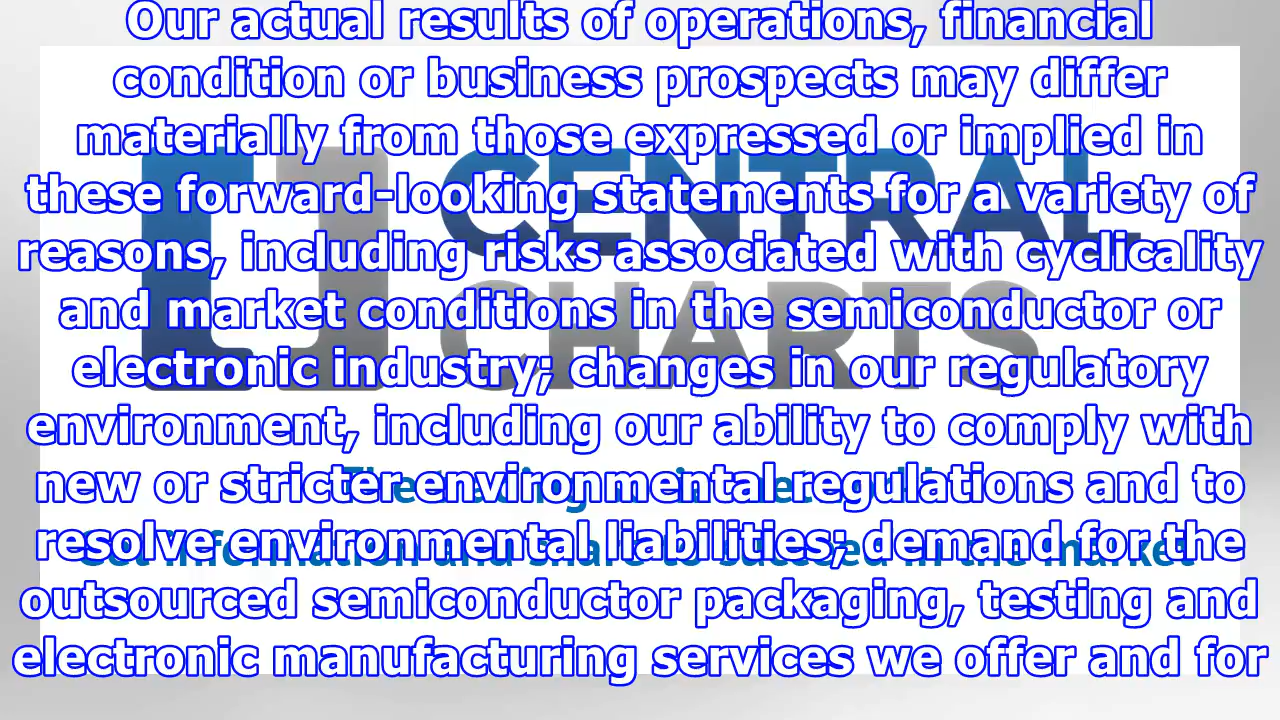 Our actual results of operations, financial
condition or business prospects may differ
materially from those expressed or implied in
these forward-looking statements for a variety of
reasons, including risks associated with cyclicality
and market conditions in the semiconductor or
electronic industry; changes in our regulatory
environment, including our ability to comply with
new or stricter environmental regulations and to
resolve environmental liabilities; demand for the
outsourced semiconductor packaging, testing and
electronic manufacturing services we offer and for
CENTRAL
CHARTS